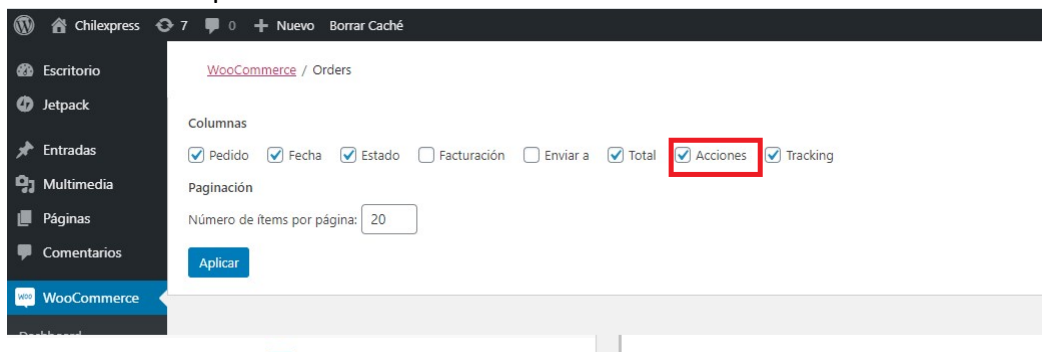 Chilexpress 7 0 + Nuevo Borrar Caché
Escritorio
WooCommerce / Orders
Jetpack
Columnas
Entradas
Pedido Fecha Estado Facturación Enviar a Total Acciones Tracking
Multimedia
Paginación
Páginas
Número de ítems por página: 20
Comentarios
Aplicar
WooCommerce